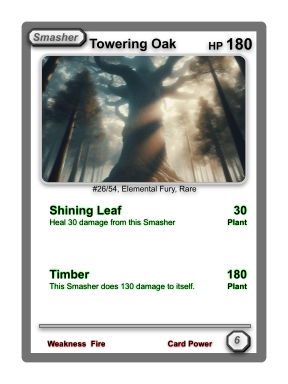 Smasher Towering Oak HP 180
#26/54, Elemental Fury, Rare
Shining Leaf 30
Heal 30 damage from this Smasher Plant
Timber 180
This Smasher does 130 damage to itself. Plant
Weakness Fire Card Power 6